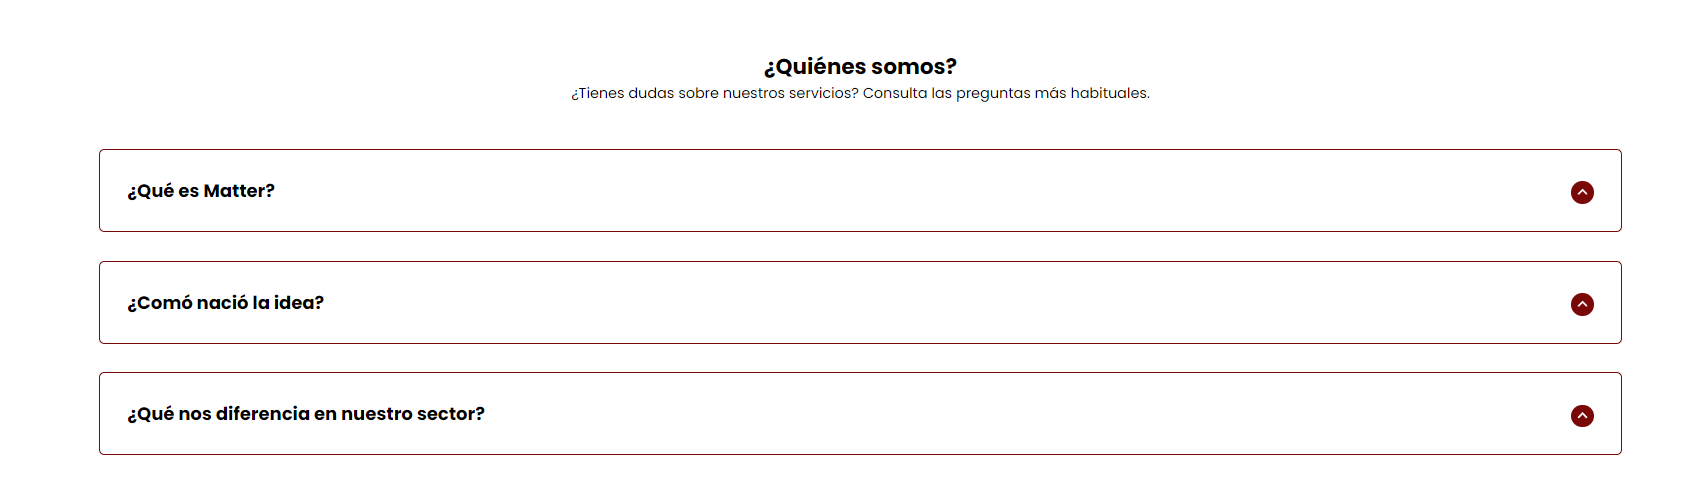 ¿Quiénes somos?
¿Tienes dudas sobre nuestros servicios? Consulta las preguntas más habituales.
¿Qué es Matter?
¿Comó nació la idea?
¿Qué nos diferencia en nuestro sector?